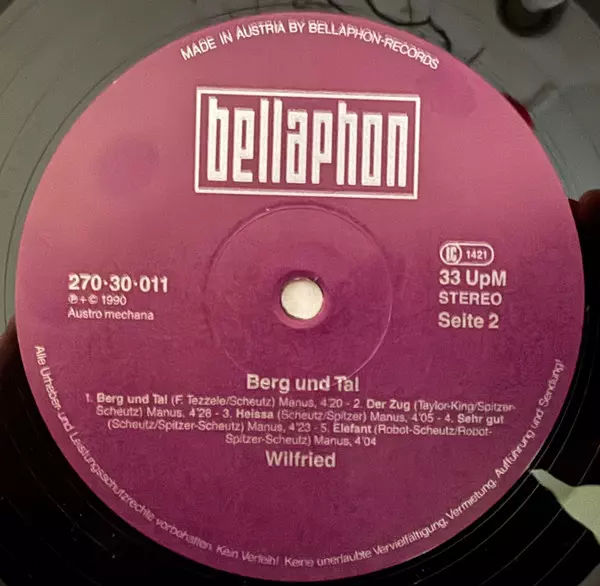 MADE IN AUSTRIA BY BELLAPHON-RECORDS
bellaphon
270·30·011
℗ + © 1990
Austro mechana
LC 1421
33 UpM
STEREO
Seite 2
Berg und Tal
1. Berg und Tal (F. Tezzele/Scheutz) Manus, 4'20 - 2. Der Zug (Taylor-King/Spitzer-
Scheutz) Manus, 4'28 - 3. Heissa (Scheutz/Spitzer) Manus, 4'05 - 4. Sehr gut
(Scheutz/Spitzer-Scheutz) Manus, 4'23 - 5. Elefant (Robot-Scheutz/Robot-
Spitzer-Scheutz) Manus, 4'04
Wilfried
Alle Urheber- und Leistungsschutzrechte vorbehalten. Kein Verleih! Keine unerlaubte Vervielfältigung, Vermietung, Aufführung und Sendung!